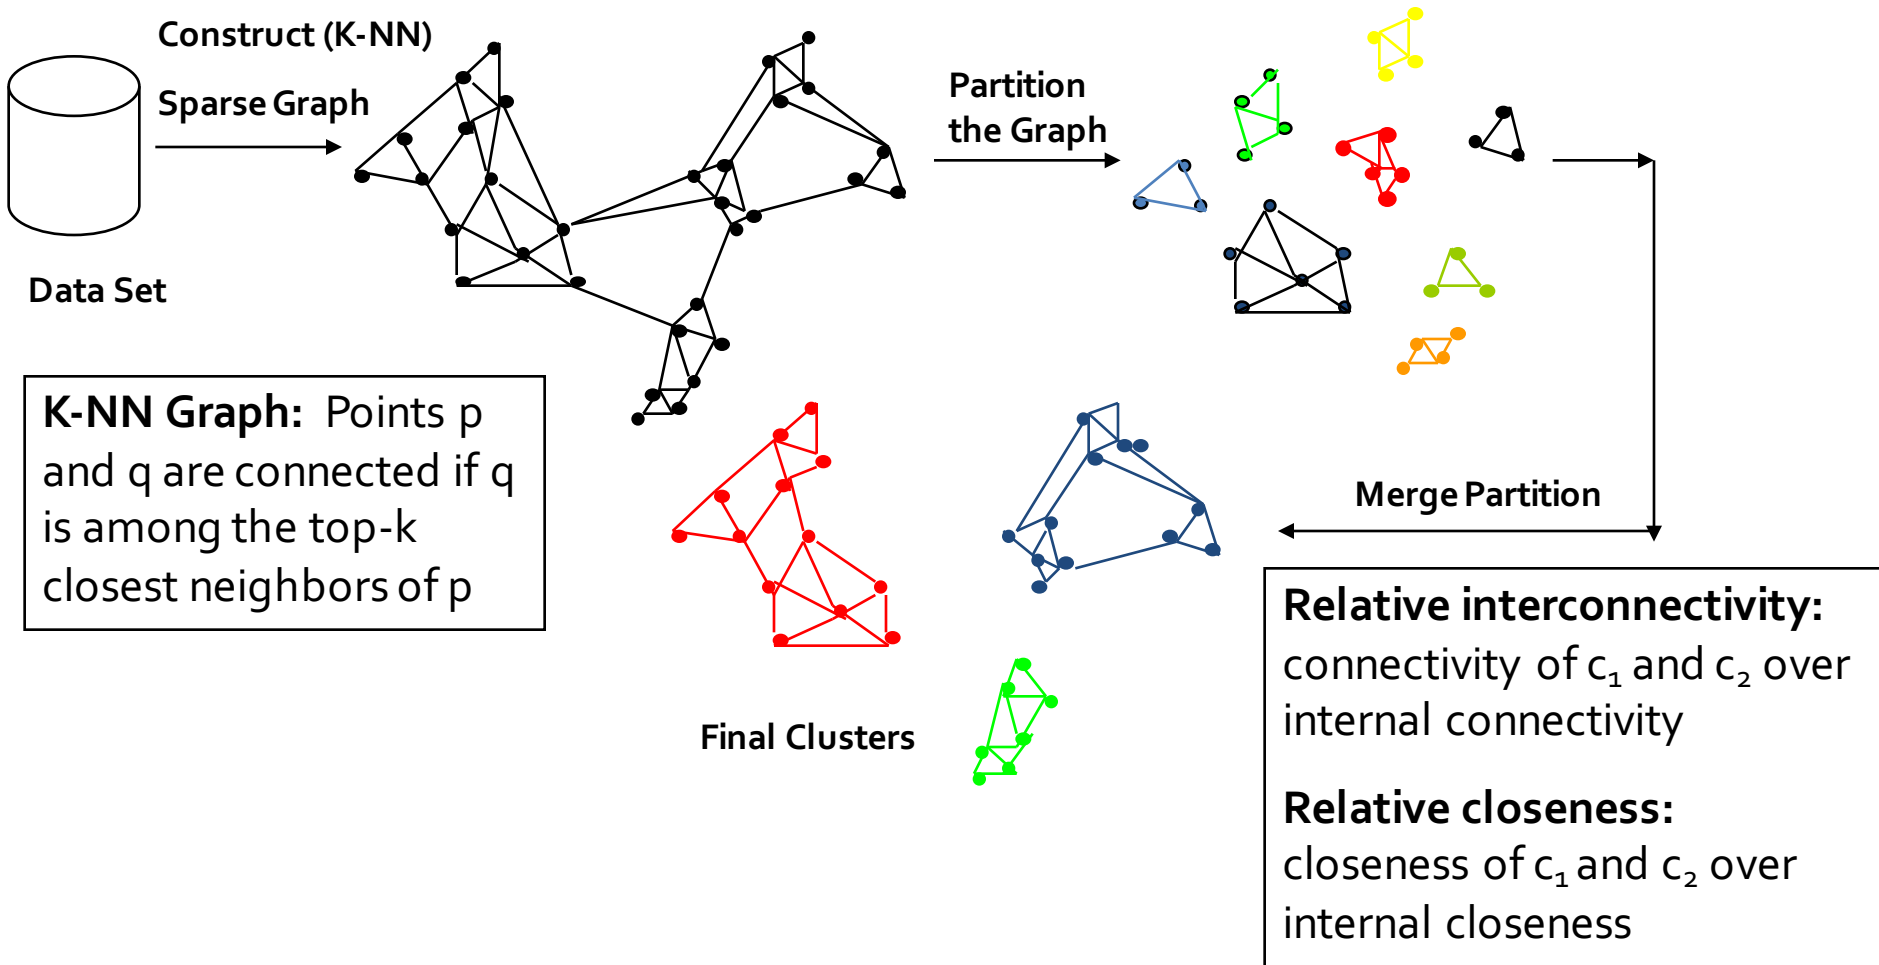 Construct (K-NN)
Sparse Graph
Data Set
Partition
the Graph
K-NN Graph: Points p
and q are connected if q
is among the top-k
closest neighbors of p
Merge Partition
Final Clusters
Relative interconnectivity:
connectivity of c₁ and c₂ over
internal connectivity
Relative closeness:
closeness of c₁ and c₂ over
internal closeness